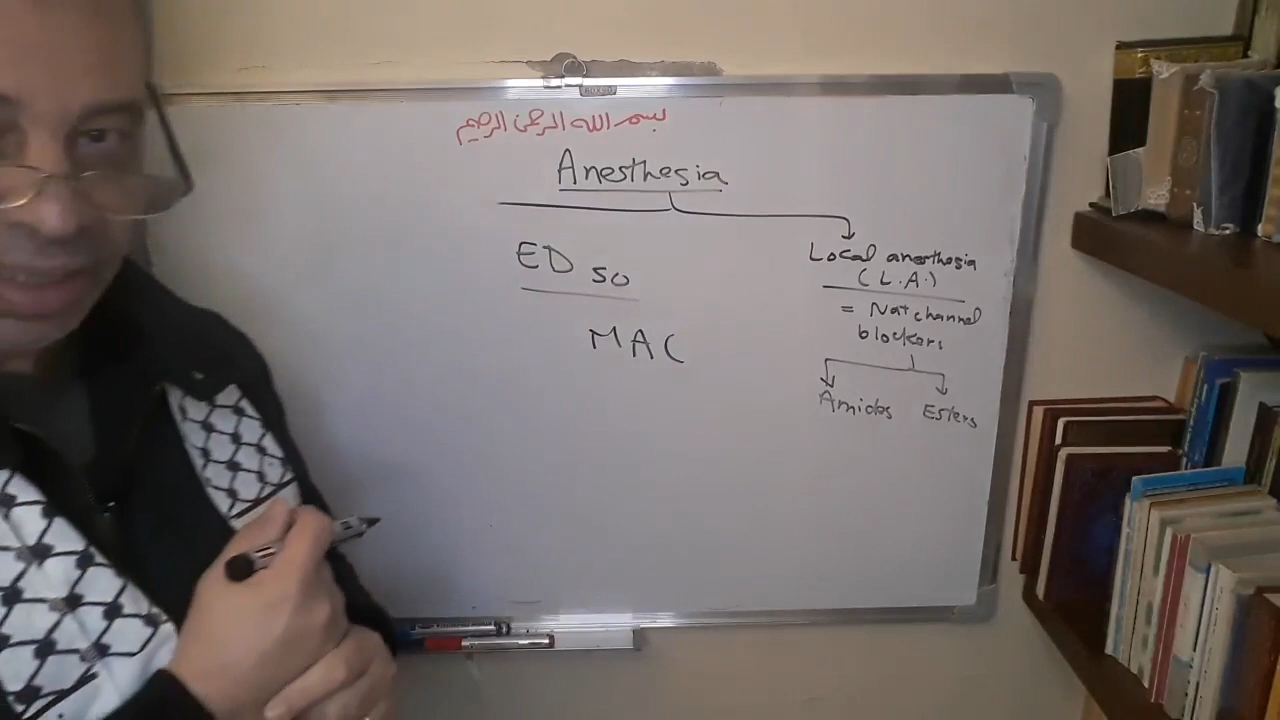 بسم الله الرحمن الرحيم
Anesthesia
ED 50
MAC
Local anesthesia
(L.A.)
= Na+ channel
blockers
Amides
Esters